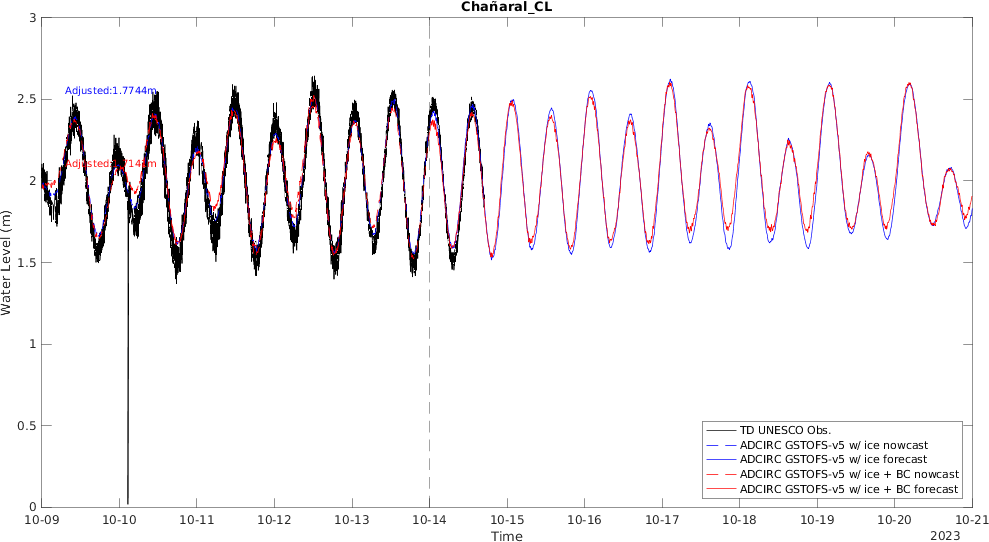 Chañaral_CL
3
2.5
2
1.5
1
0.5
0
Water Level (m)
Adjusted:1.7744m
10-09
10-10
10-11
10-12
10-13
10-14
10-15
10-16
10-17
10-18
10-19
10-20
10-21
Time
2023
TD UNESCO Obs.
ADCIRC GSTOFS-v5 w/ ice nowcast
ADCIRC GSTOFS-v5 w/ ice forecast
ADCIRC GSTOFS-v5 w/ ice + BC nowcast
ADCIRC GSTOFS-v5 w/ ice + BC forecast